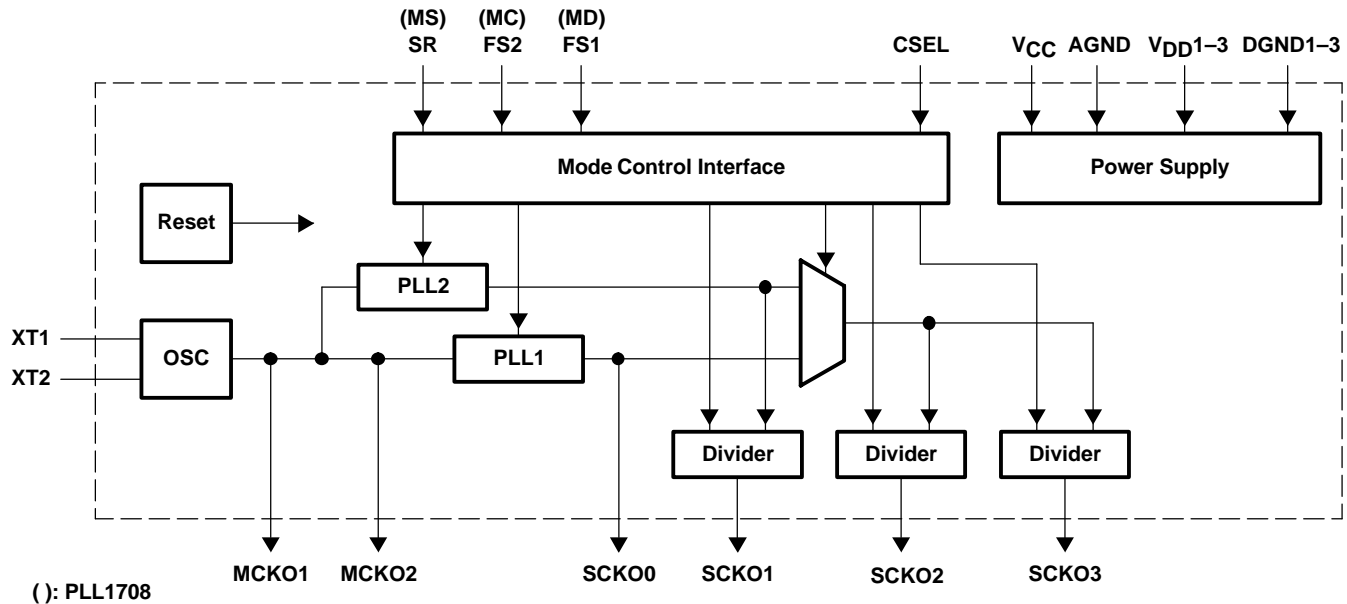 (MS) (MC) (MD)
SR FS2 FS1 CSEL VCC AGND VDD1–3 DGND1–3
Mode Control Interface
Power Supply
Reset
PLL2
XT1
OSC
PLL1
XT2
Divider Divider Divider
MCKO1 MCKO2 SCKO0 SCKO1 SCKO2 SCKO3
( ): PLL1708